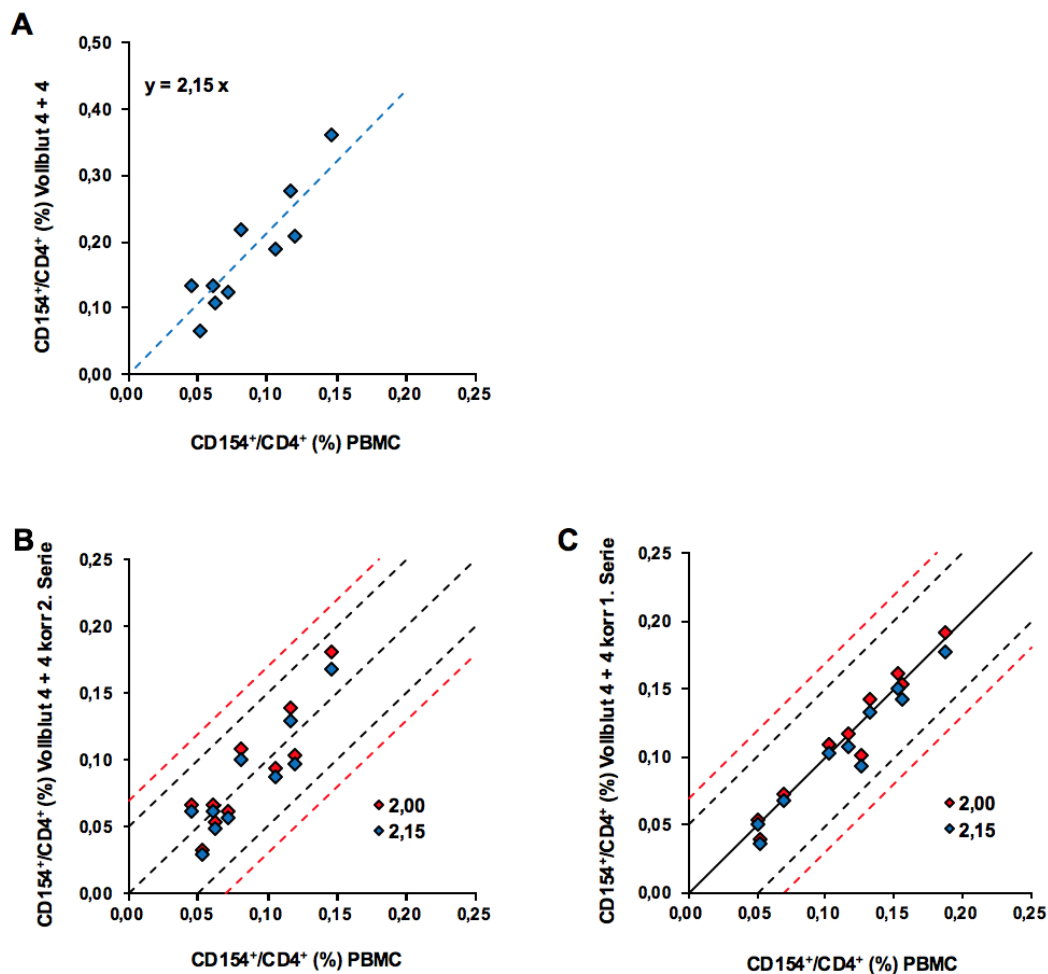 A
CD154⁺/CD4⁺ (%) Vollblut 4 + 4
0,50
0,40
0,30
0,20
0,10
0,00
y = 2,15 x
0,00 0,05 0,10 0,15 0,20 0,25
CD154⁺/CD4⁺ (%) PBMC
B
CD154⁺/CD4⁺ (%) Vollblut 4 + 4 korr 2. Serie
0,25
0,20
0,15
0,10
0,05
0,00
2,00
2,15
0,00 0,05 0,10 0,15 0,20 0,25
CD154⁺/CD4⁺ (%) PBMC
C
CD154⁺/CD4⁺ (%) Vollblut 4 + 4 korr 1. Serie
0,25
0,20
0,15
0,10
0,05
0,00
2,00
2,15
0,00 0,05 0,10 0,15 0,20 0,25
CD154⁺/CD4⁺ (%) PBMC